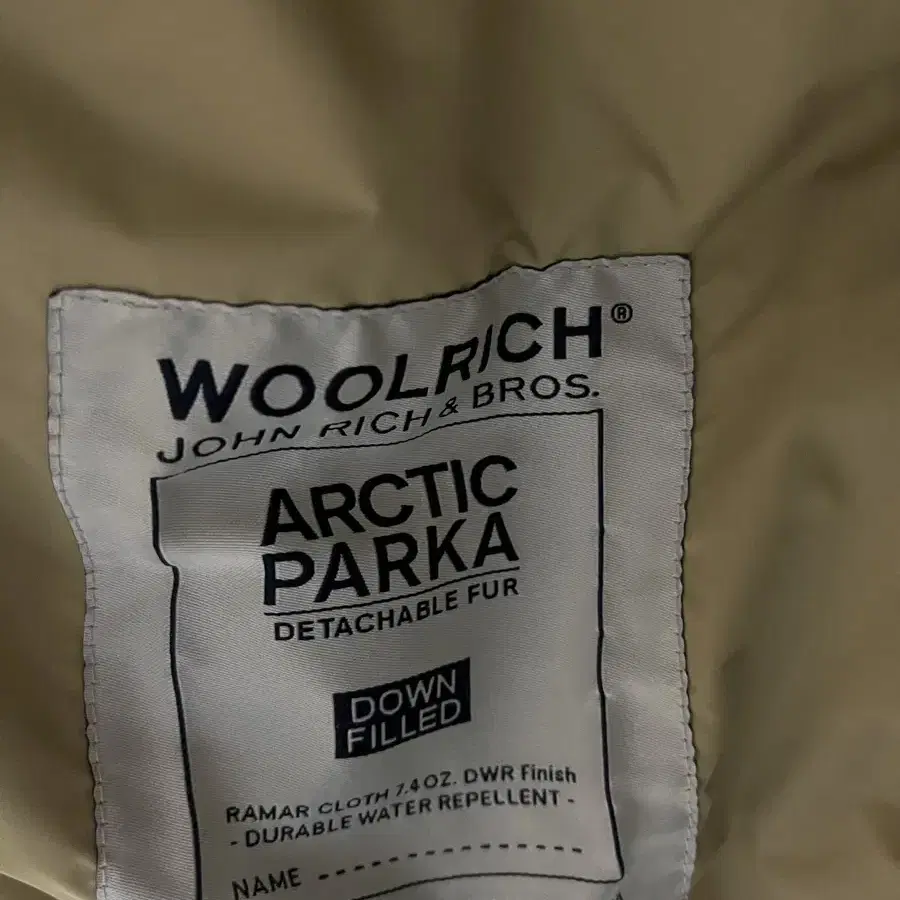 WOOLRICH®
JOHN RICH & BROS.
ARCTIC
PARKA
DETACHABLE FUR
DOWN
FILLED
RAMAR CLOTH 7.4 OZ. DWR Finish
- DURABLE WATER REPELLENT -
NAME ---------------